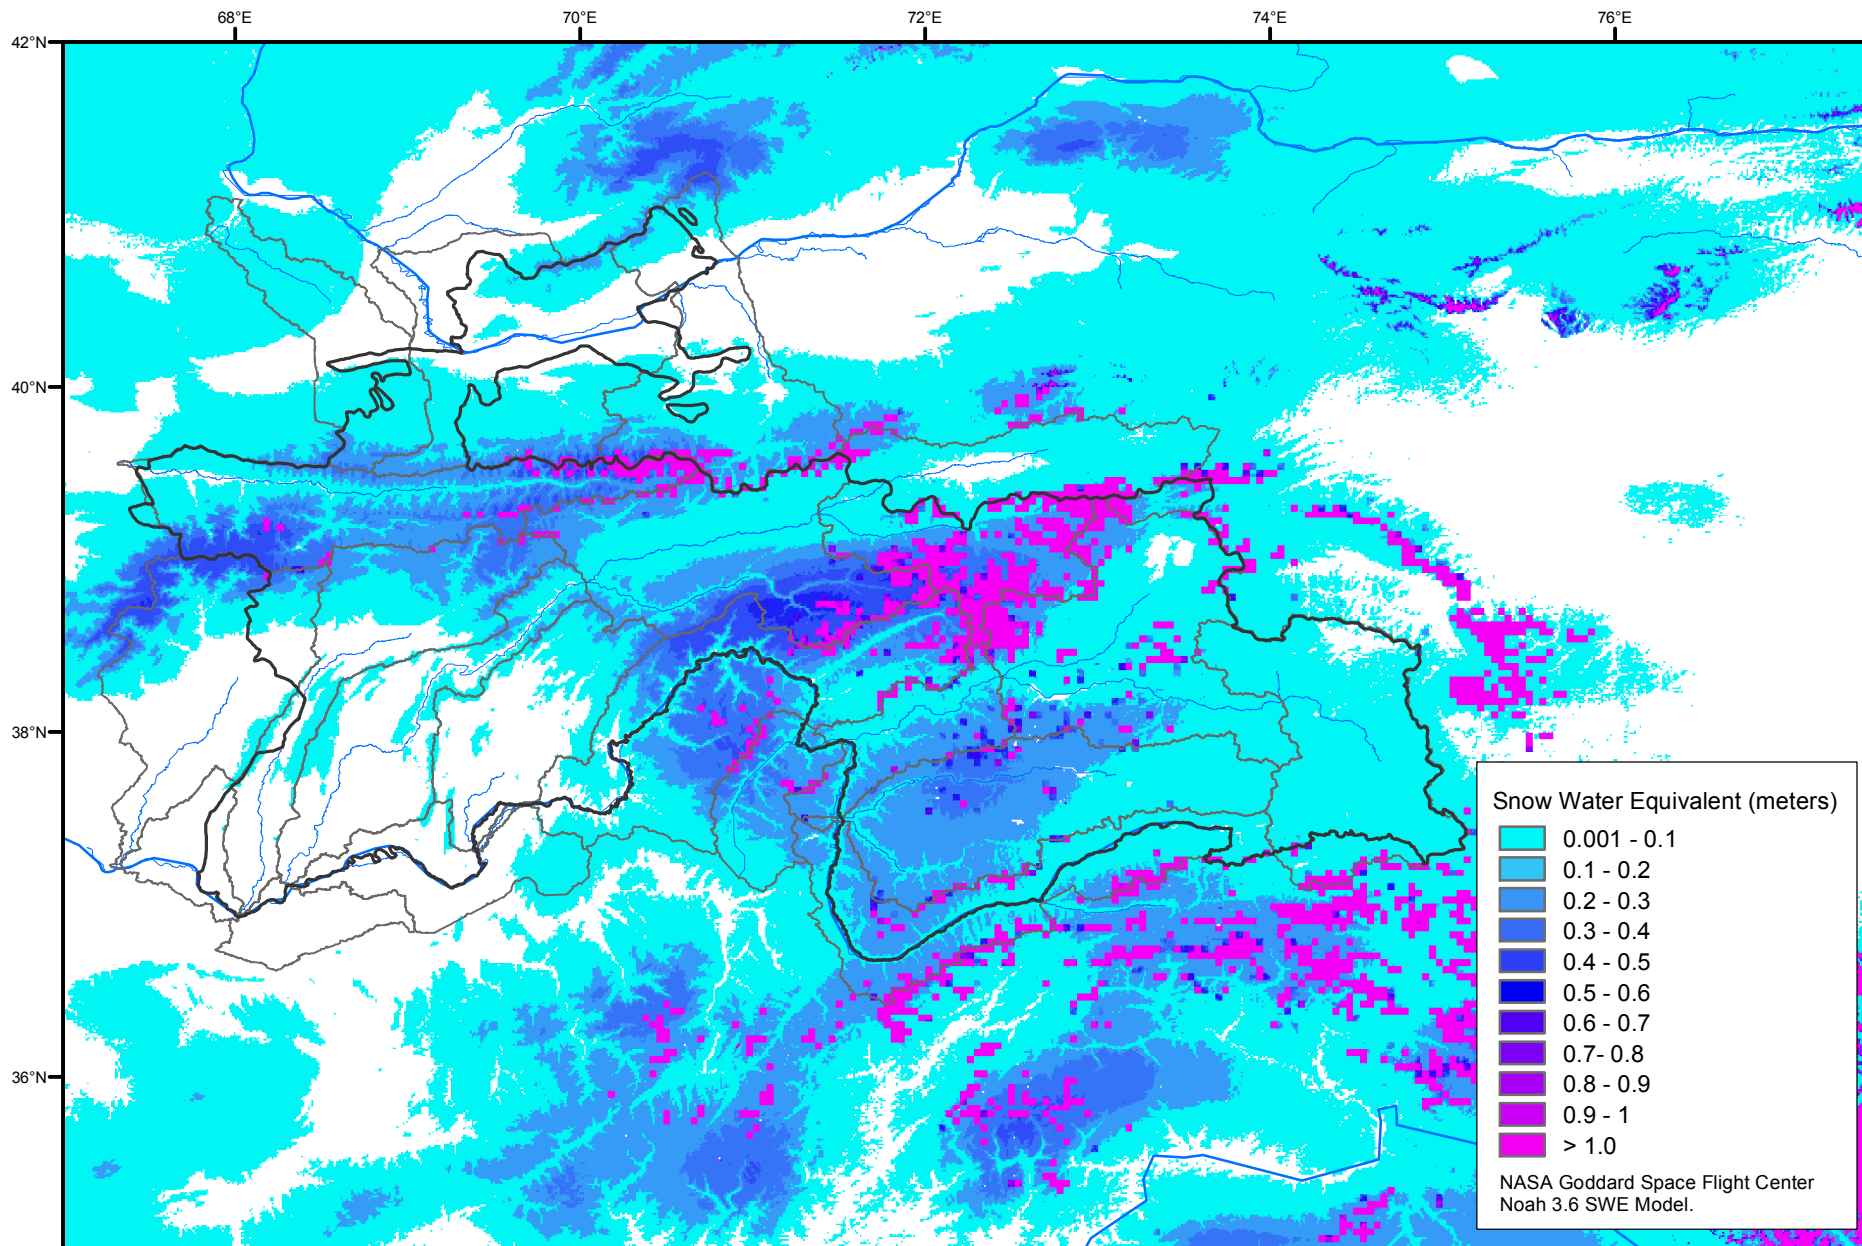 68°E
70°E
72°E
74°E
76°E
42°N
40°N
38°N
36°N
Snow Water Equivalent (meters)
0.001 - 0.1
0.1 - 0.2
0.2 - 0.3
0.3 - 0.4
0.4 - 0.5
0.5 - 0.6
0.6 - 0.7
0.7- 0.8
0.8 - 0.9
0.9 - 1
> 1.0
NASA Goddard Space Flight Center
Noah 3.6 SWE Model.